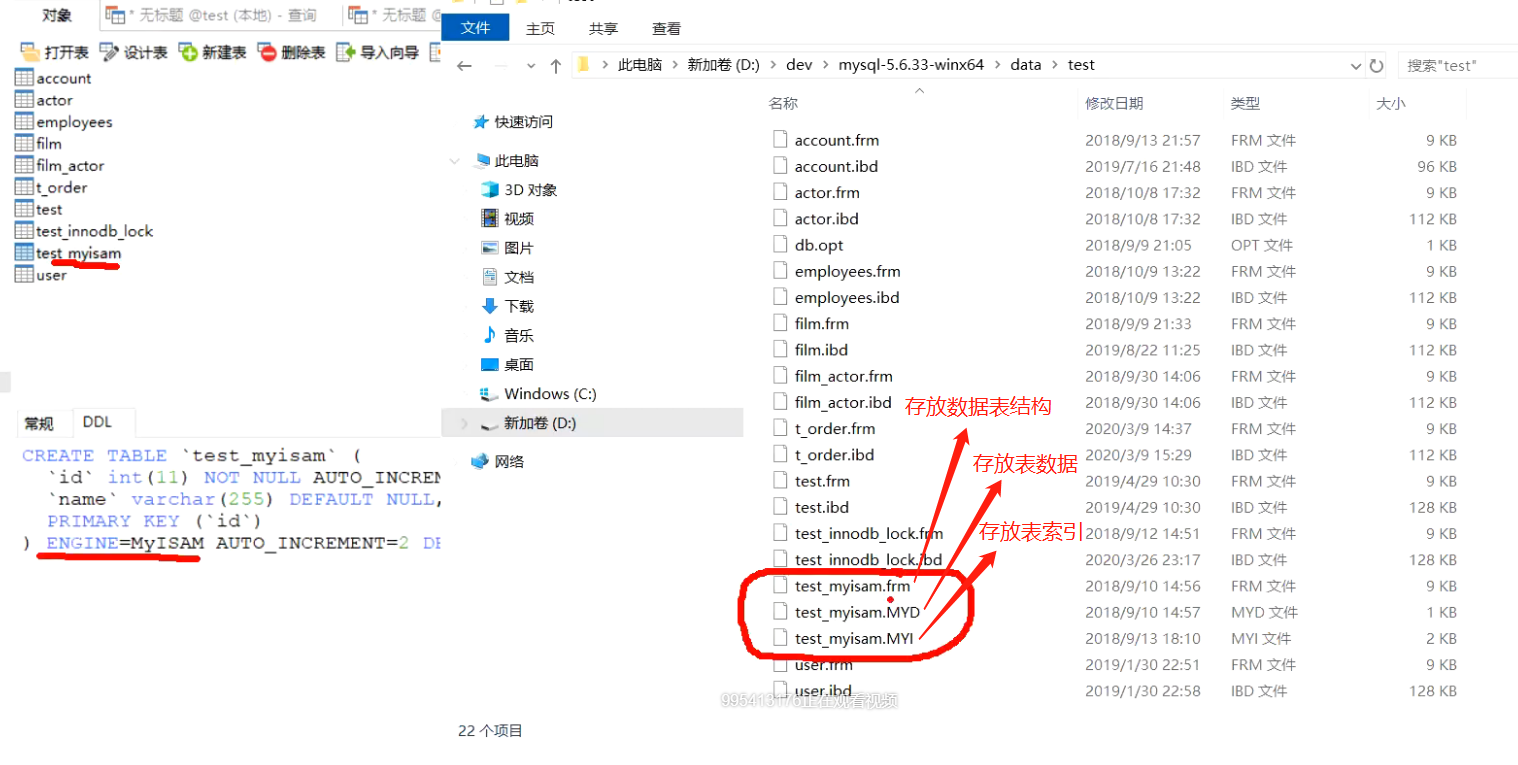 对象
* 无标题 @test (本地) - 查询
* 无标题 @
打开表 设计表 新建表 删除表 导入向导
account
actor
employees
film
film_actor
t_order
test
test_innodb_lock
test_myisam
user
常规 DDL
CREATE TABLE `test_myisam` (
`id` int(11) NOT NULL AUTO_INCREM
`name` varchar(255) DEFAULT NULL,
PRIMARY KEY (`id`)
) ENGINE=MyISAM AUTO_INCREMENT=2 DE
文件 主页 共享 查看
此电脑 > 新加卷 (D:) > dev > mysql-5.6.33-winx64 > data > test
搜索"test"
快速访问
此电脑
3D 对象
视频
图片
文档
下载
音乐
桌面
Windows (C:)
新加卷 (D:)
网络
名称 修改日期 类型 大小
account.frm 2018/9/13 21:57 FRM 文件 9 KB
account.ibd 2019/7/16 21:48 IBD 文件 96 KB
actor.frm 2018/10/8 17:32 FRM 文件 9 KB
actor.ibd 2018/10/8 17:32 IBD 文件 112 KB
db.opt 2018/9/9 21:05 OPT 文件 1 KB
employees.frm 2018/10/9 13:22 FRM 文件 9 KB
employees.ibd 2018/10/9 13:22 IBD 文件 112 KB
film.frm 2018/9/9 21:33 FRM 文件 9 KB
film.ibd 2019/8/22 11:25 IBD 文件 112 KB
film_actor.frm 2018/9/30 14:06 FRM 文件 9 KB
film_actor.ibd 2018/9/30 14:06 IBD 文件 112 KB
存放数据表结构
t_order.frm 2020/3/9 14:37 FRM 文件 9 KB
t_order.ibd 2020/3/9 15:29 IBD 文件 112 KB
存放表数据
test.frm 2019/4/29 10:30 FRM 文件 9 KB
test.ibd 2019/4/29 10:30 IBD 文件 128 KB
存放表索引
test_innodb_lock.frm 2018/9/12 14:51 FRM 文件 9 KB
test_innodb_lock.ibd 2020/3/26 23:17 IBD 文件 128 KB
test_myisam.frm 2018/9/10 14:56 FRM 文件 9 KB
test_myisam.MYD 2018/9/10 14:57 MYD 文件 1 KB
test_myisam.MYI 2018/9/13 18:10 MYI 文件 2 KB
user.frm 2019/1/30 22:51 FRM 文件 9 KB
user.ibd 2019/1/30 22:58 IBD 文件 128 KB
995413176正在观看视频
22 个项目